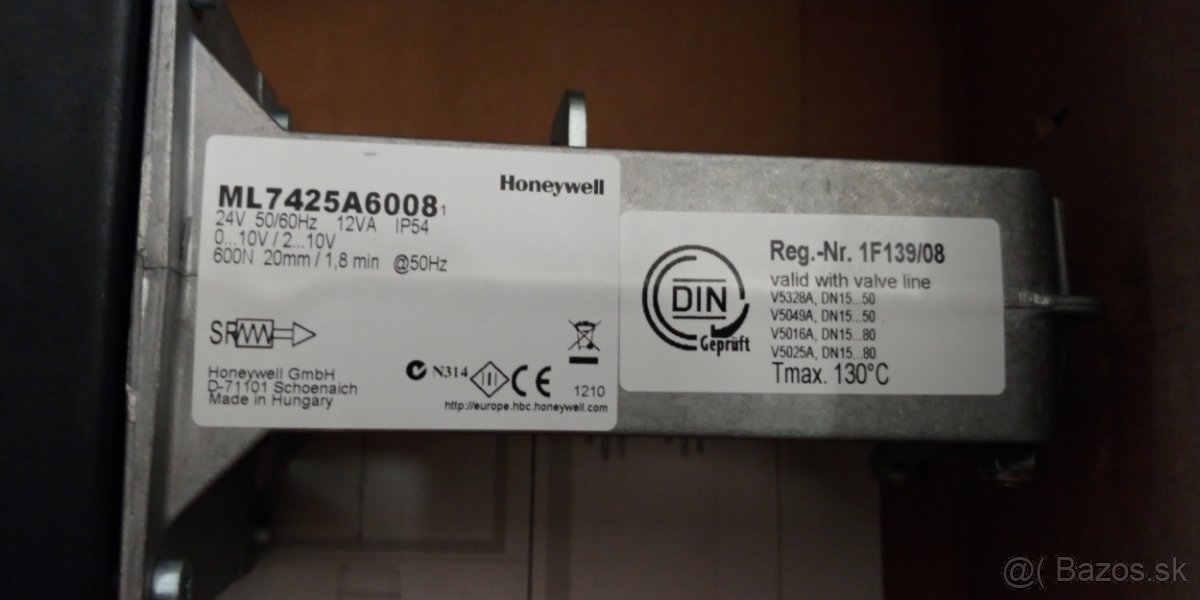 Honeywell
ML7425A6008 1
24V 50/60Hz 12VA IP54
0...10V / 2...10V
600N 20mm / 1,8 min @50Hz
SR
Honeywell GmbH
D-71101 Schoenaich
Made in Hungary
N314
CE
1210
http://europe.hbc.honeywell.com
DIN
Geprüft
Reg.-Nr. 1F139/08
valid with valve line
V5328A, DN15...50
V5049A, DN15...50
V5016A, DN15...80
V5025A, DN15...80
Tmax. 130°C
@( Bazos.sk